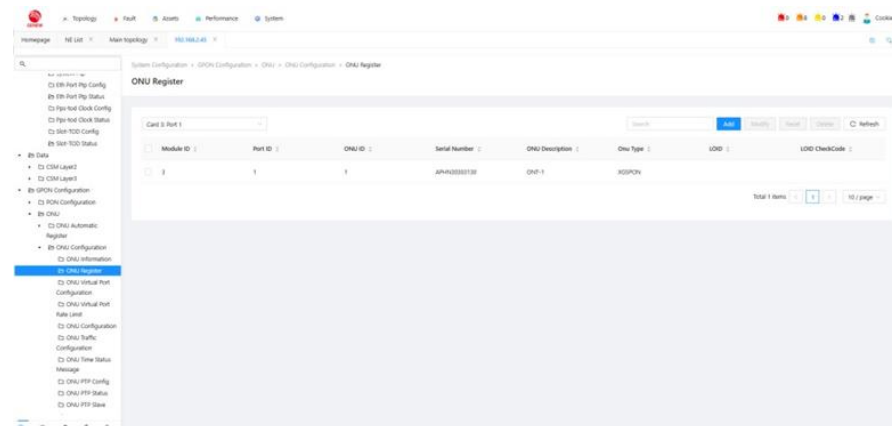 Topology Fault Assets Performance System
Homepage NE List Main topology 192.168.2.45
System Configuration > GPON Configuration > ONU > ONU Configuration > ONU Register
ONU Register
Eth Port Ptp Config
Eth Port Ptp Status
Pps-tod Clock Config
Pps-tod Clock Status
Slot-TOD Config
Slot-TOD Status
Data
CSM Layer2
CSM Layer3
GPON Configuration
PON Configuration
ONU
ONU Automatic
Register
ONU Configuration
ONU Information
ONU Register
ONU Virtual Port
Configuration
ONU Virtual Port
Rate Limit
ONU Configuration
ONU Traffic
Configuration
ONU Time Status
Message
ONU PTP Config
ONU PTP Status
ONU PTP Slave
Card 3: Port 1 Search Add Modify Delete Refresh
Module ID Port ID ONU ID Serial Number ONU Description Onu Type LOID LOID CheckCode
3 1 1 ONT-1 XGSPON
Total 1 items 1 10 / page